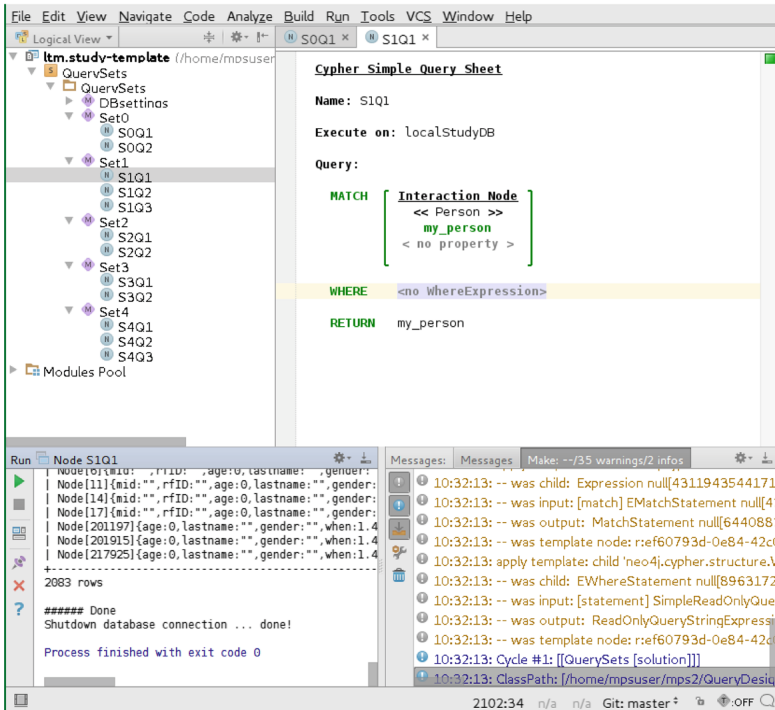 File Edit View Navigate Code Analyze Build Run Tools VCS Window Help
Logical View
S0Q1 ×
S1Q1 ×
ltm.study-template (/home/mpsuser
QuerySets
QuerySets
DBsettings
Set0
S0Q1
S0Q2
Set1
S1Q1
S1Q2
S1Q3
Set2
S2Q1
S2Q2
Set3
S3Q1
S3Q2
Set4
S4Q1
S4Q2
S4Q3
Modules Pool
Cypher Simple Query Sheet
Name: S1Q1
Execute on: localStudyDB
Query:
MATCH
Interaction Node
<< Person >>
my_person
< no property >
WHERE <no WhereExpression>
RETURN my_person
Run Node S1Q1
| Node[11]{mid:"",rfID:"",age:0,lastname:"",gender:
| Node[14]{mid:"",rfID:"",age:0,lastname:"",gender:
| Node[17]{mid:"",rfID:"",age:0,lastname:"",gender:
| Node[201197]{age:0,lastname:"",gender:"",when:1.4
| Node[201915]{age:0,lastname:"",gender:"",when:1.4
| Node[217925]{age:0,lastname:"",gender:"",when:1.4
2083 rows
###### Done
Shutdown database connection ... done!
Process finished with exit code 0
Messages: Messages Make: --/35 warnings/2 infos
10:32:13: -- was child: Expression null[4311943544171
10:32:13: -- was input: [match] EMatchStatement null[4
10:32:13: -- was output: MatchStatement null[644088
10:32:13: -- was template node: r:ef60793d-0e84-42c
10:32:13: apply template: child 'neo4j.cypher.structure.
10:32:13: -- was child: EWhereStatement null[8963172
10:32:13: -- was input: [statement] SimpleReadOnlyQue
10:32:13: -- was output: ReadOnlyQueryStringExpress
10:32:13: -- was template node: r:ef60793d-0e84-42c
10:32:13: Cycle #1: [[QuerySets [solution]]]
10:32:13: ClassPath: [/home/mpsuser/mps2/QueryDesig
2102:34 n/a n/a Git: master T :OFF